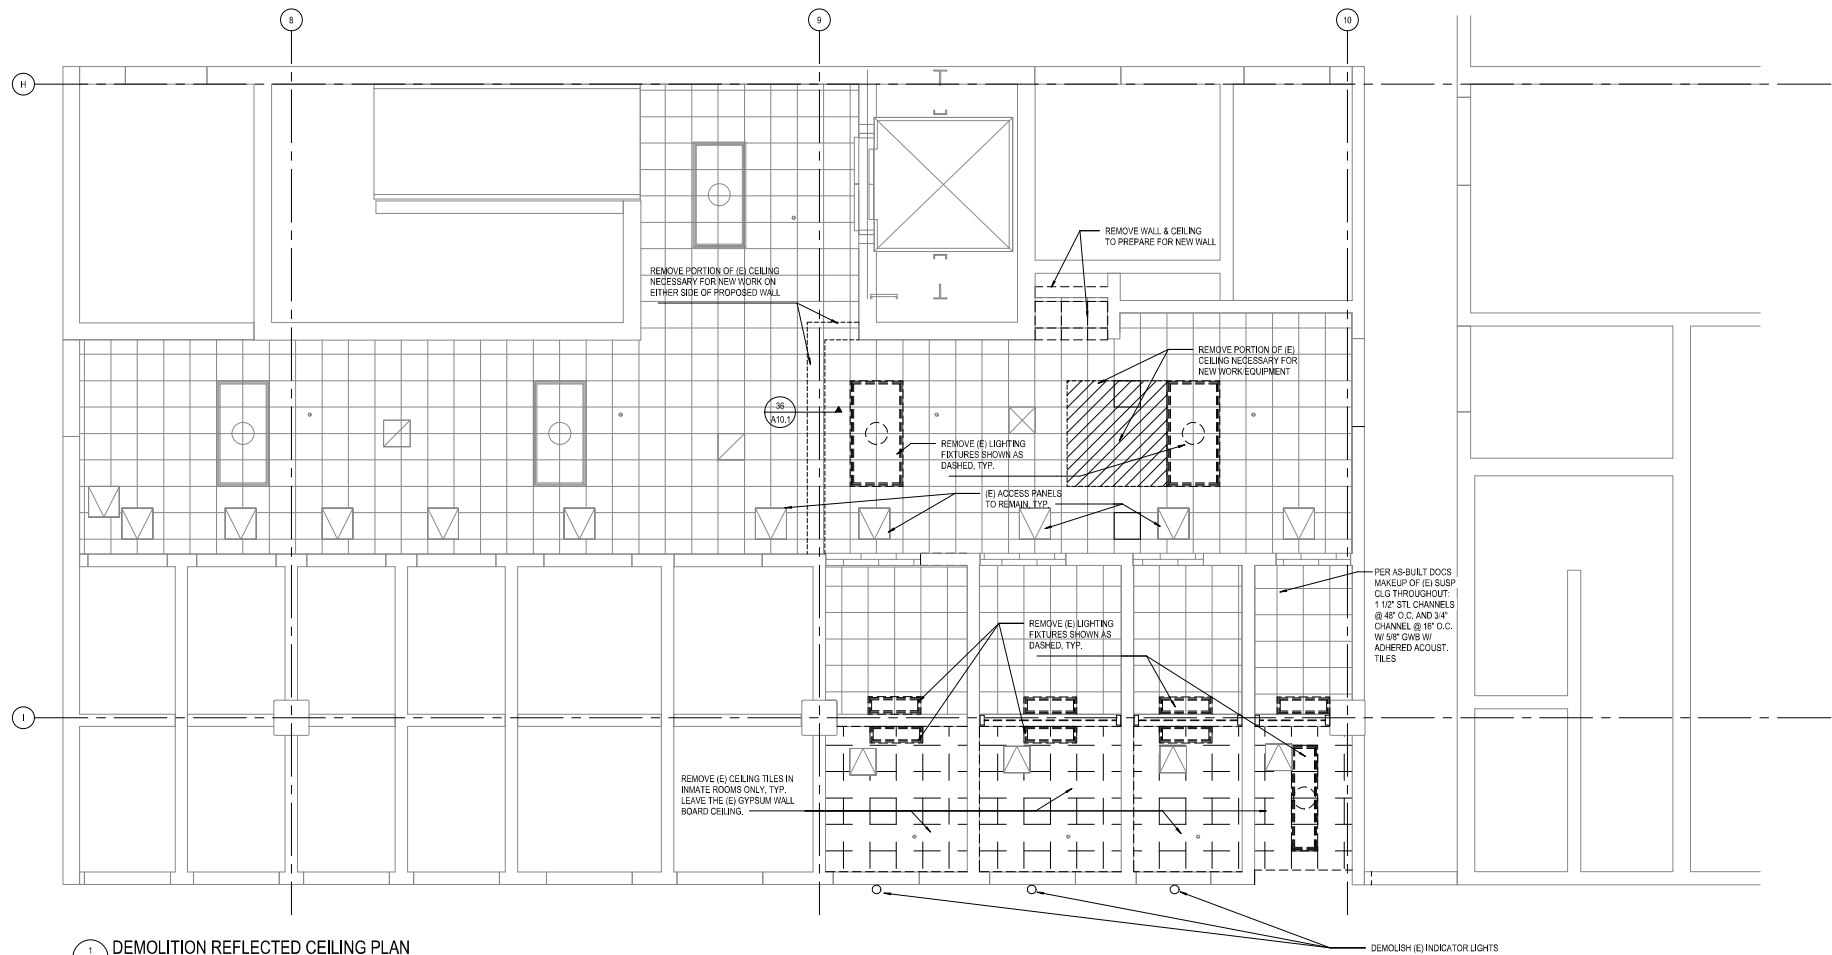 8
9
10
H
REMOVE WALL & CEILING
TO PREPARE FOR NEW WALL
REMOVE PORTION OF (E) CEILING
NECESSARY FOR NEW WORK ON
EITHER SIDE OF PROPOSED WALL
REMOVE PORTION OF (E)
CEILING NECESSARY FOR
NEW WORK/EQUIPMENT
36
A10.1
REMOVE (E) LIGHTING
FIXTURES SHOWN AS
DASHED, TYP.
(E) ACCESS PANELS
TO REMAIN, TYP
PER AS-BUILT DOCS
MAKEUP OF (E) SUSP
CLG THROUGHOUT:
1 1/2" STL CHANNELS
@ 48" O.C. AND 3/4"
CHANNEL @ 16" O.C.
W/ 5/8" GWB W/
ADHERED ACOUST.
TILES
REMOVE (E) LIGHTING
FIXTURES SHOWN AS
DASHED, TYP.
I
REMOVE (E) CEILING TILES IN
INMATE ROOMS ONLY, TYP.
LEAVE THE (E) GYPSUM WALL
BOARD CEILING.
1
DEMOLITION REFLECTED CEILING PLAN
DEMOLISH (E) INDICATOR LIGHTS